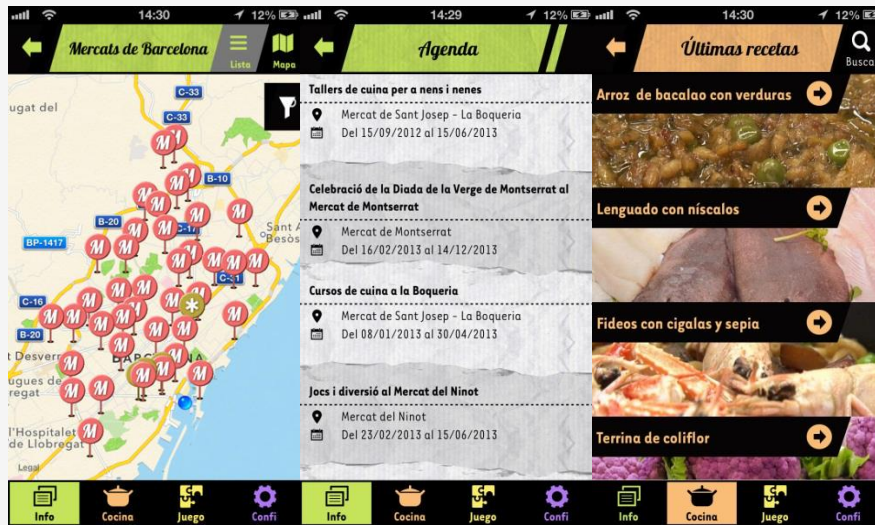 14:30
12%
Mercats de Barcelona
Lista
Mapa
ugat del
C-33
C-33
B-10
B-20
C-17
Sant A
Besòs
BP-1417
C-31
C-16
B-20
t Desvern
BARCELONA
ugues de
regat
l'Hospitalet
de Llobregat
Legal
Info
Cocina
Juego
Confi
14:29
12%
Agenda
Tallers de cuina per a nens i nenes
Mercat de Sant Josep - La Boqueria
Del 15/09/2012 al 15/06/2013
Celebració de la Diada de la Verge de Montserrat al
Mercat de Montserrat
Mercat de Montserrat
Del 16/02/2013 al 14/12/2013
Cursos de cuina a la Boqueria
Mercat de Sant Josep - La Boqueria
Del 08/01/2013 al 30/04/2013
Jocs i diversió al Mercat del Ninot
Mercat del Ninot
Del 23/02/2013 al 15/06/2013
Info
Cocina
Juego
Confi
14:30
12%
Últimas recetas
Busca
Arroz de bacalao con verduras
Lenguado con níscalos
Fideos con cigalas y sepia
Terrina de coliflor
Info
Cocina
Juego
Confi